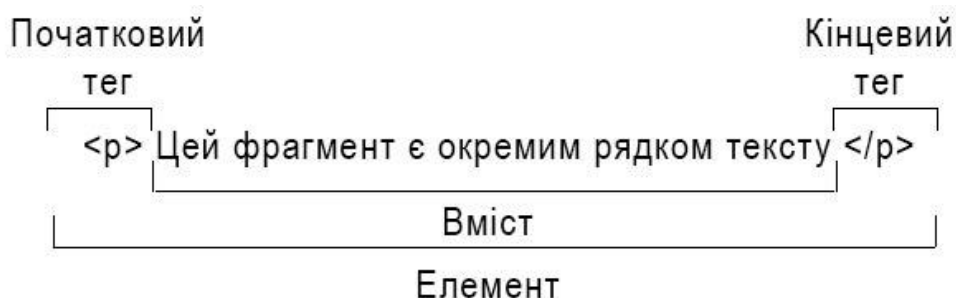 Початковий Кінцевий
тег тег
<p> Цей фрагмент є окремим рядком тексту </p>
Вміст
Елемент